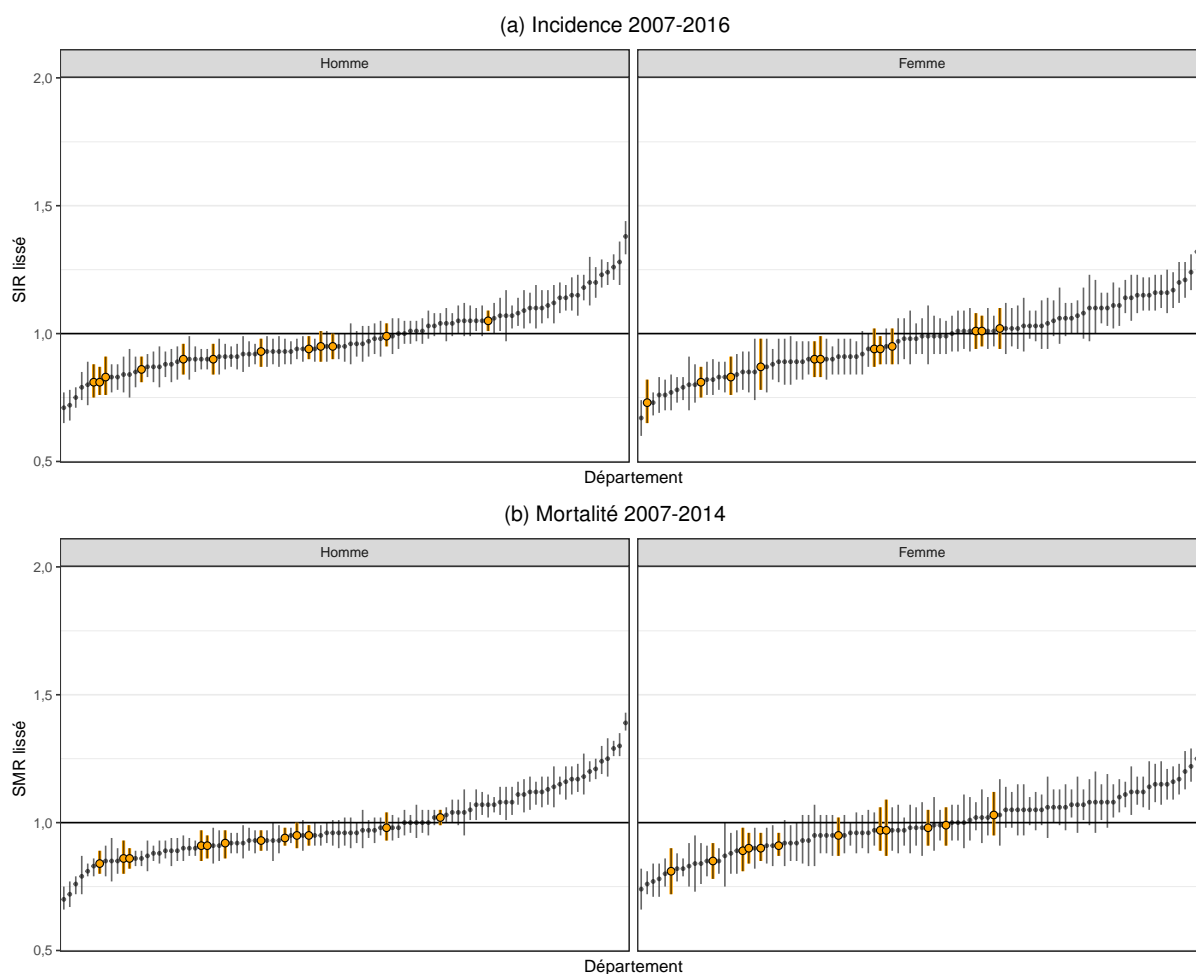 (a) Incidence 2007-2016
Homme
Femme
2,0
1,5
1,0
0,5
SIR lissé
Département
(b) Mortalité 2007-2014
Homme
Femme
2,0
1,5
1,0
0,5
SMR lissé
Département